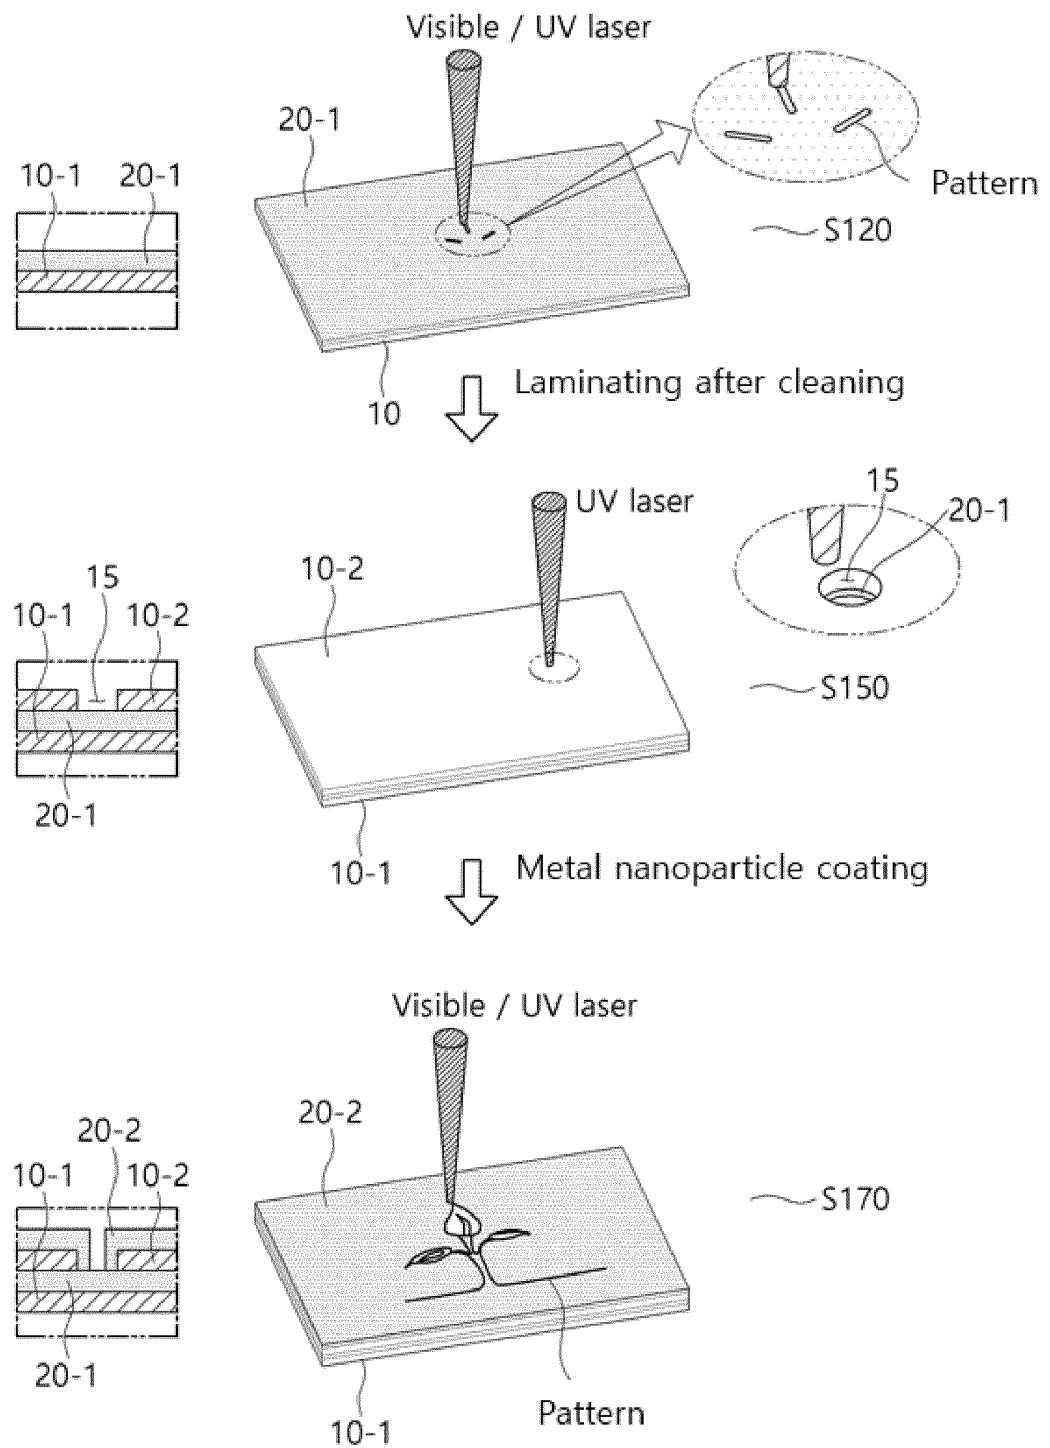 Visible / UV laser
20-1
10-1
20-1
Pattern
S120
10
Laminating after cleaning
UV laser
15
20-1
10-2
15
10-1
10-2
S150
20-1
10-1
Metal nanoparticle coating
Visible / UV laser
20-2
20-2
10-1
10-2
S170
20-1
Pattern
10-1